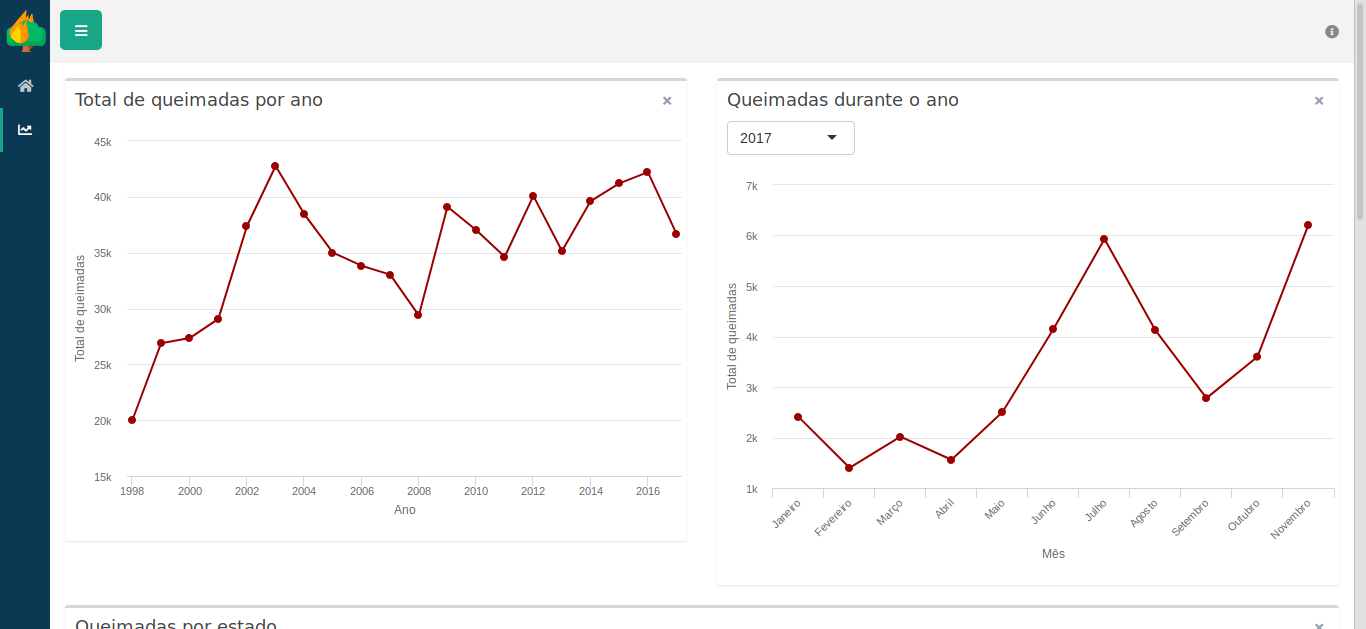 Total de queimadas por ano
×
45k
40k
35k
30k
25k
20k
15k
Total de queimadas
1998 2000 2002 2004 2006 2008 2010 2012 2014 2016
Ano
Queimadas durante o ano
×
2017
7k
6k
5k
4k
3k
2k
1k
Total de queimadas
Janeiro Fevereiro Março Abril Maio Junho Julho Agosto Setembro Outubro Novembro
Mês
Queimadas por estado
×